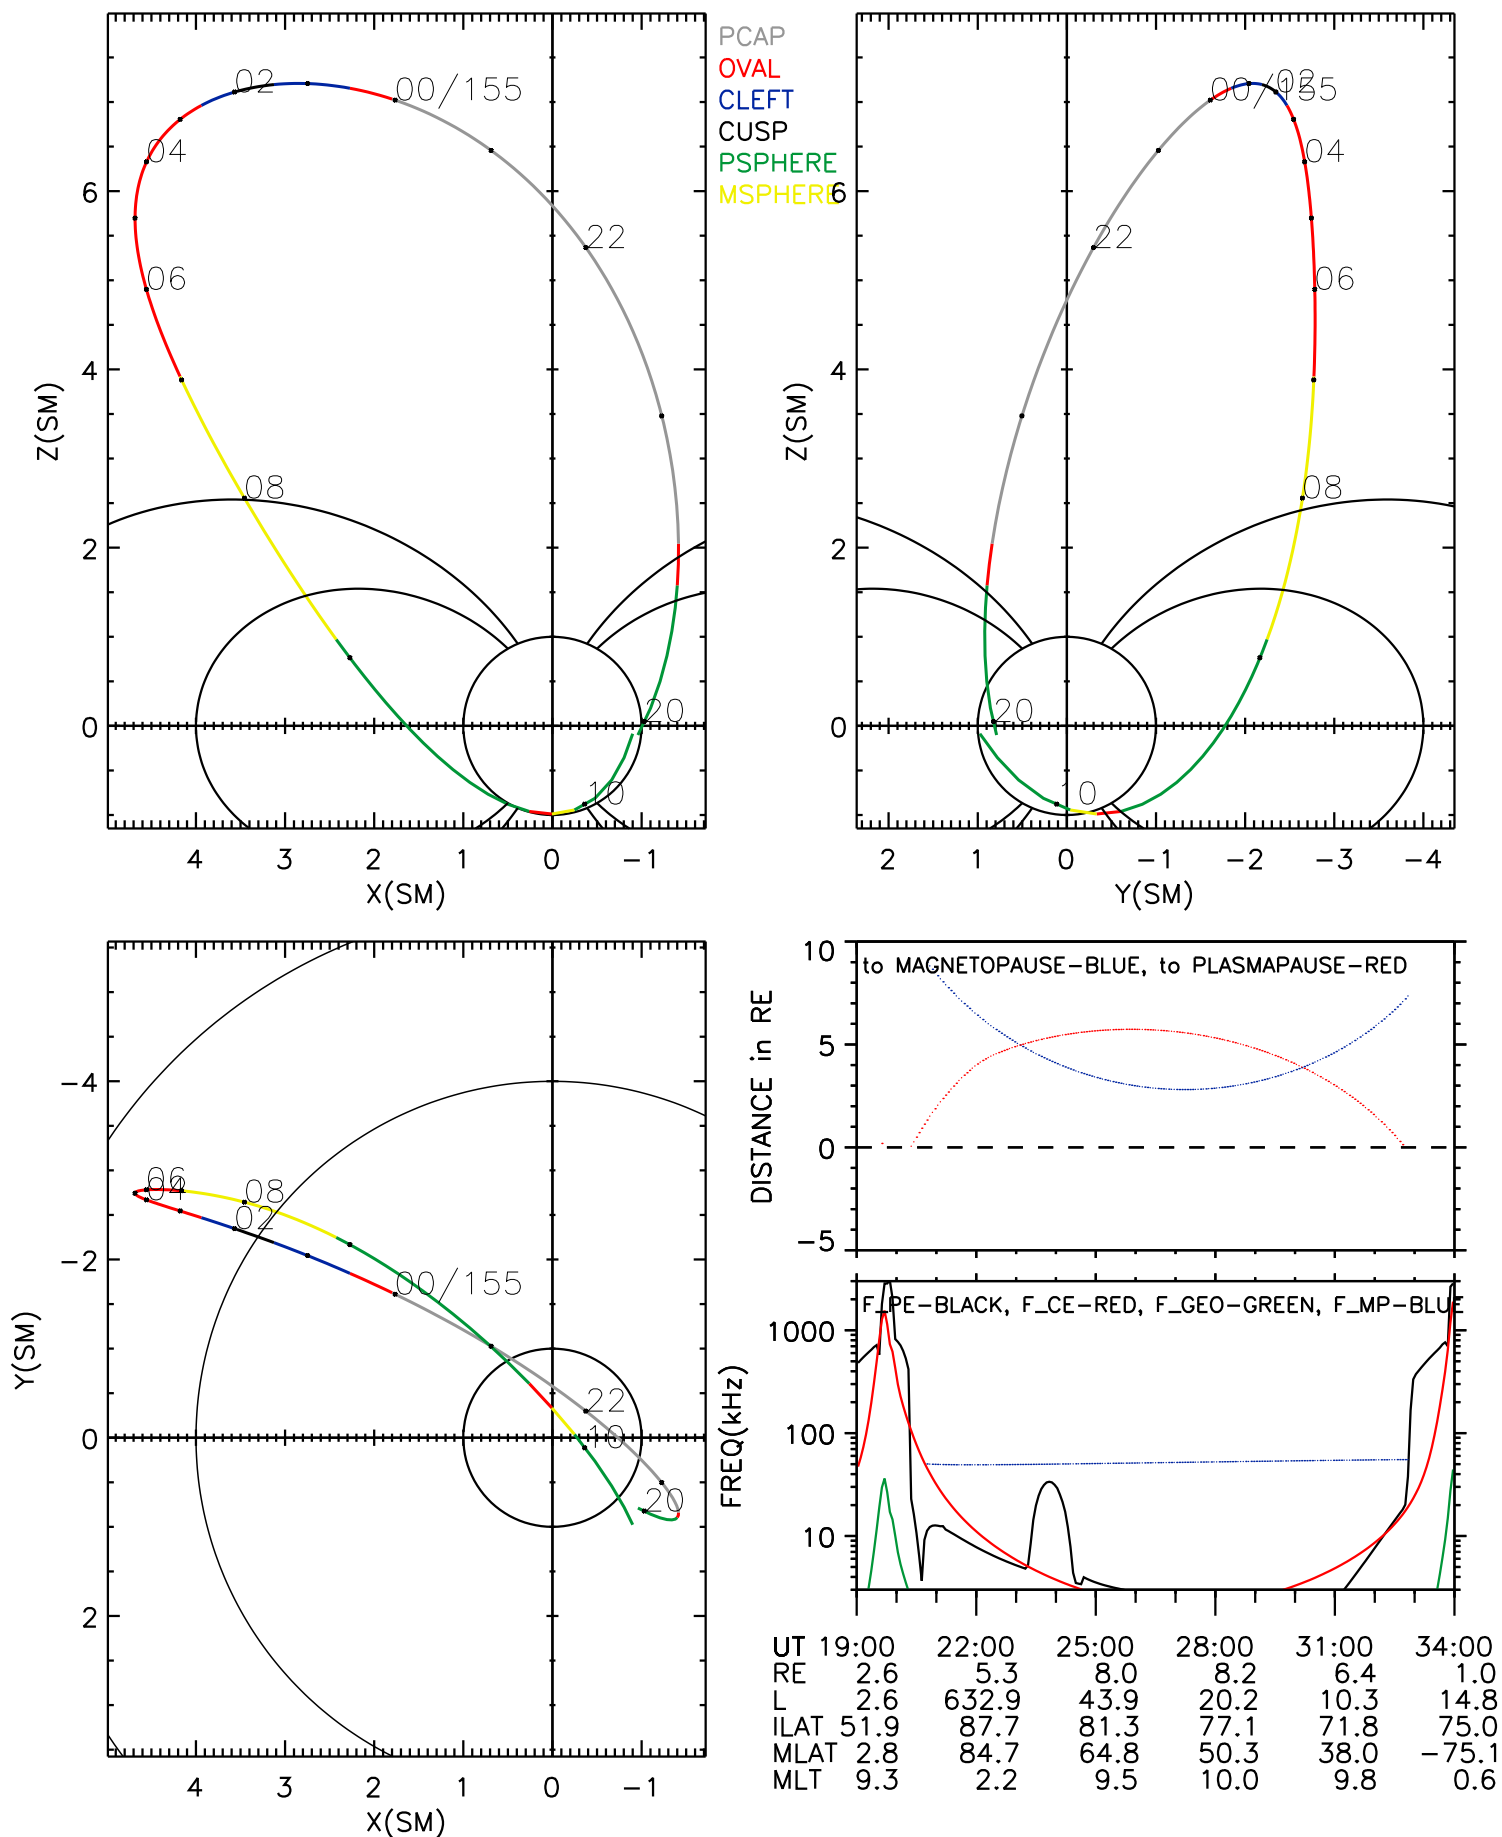 PCAP
OVAL
CLEFT
CUSP
PSPHERE
MSPHERE
02
00/155
04
22
06
08
20
10
6
4
2
0
Z(SM)
4 3 2 1 0 −1
X(SM)
00/155
02
04
22
06
08
20
10
6
4
2
0
Z(SM)
2 1 0 −1 −2 −3 −4
Y(SM)
06
04
08
02
00/155
22
10
20
−4
−2
0
2
Y(SM)
4 3 2 1 0 −1
X(SM)
to MAGNETOPAUSE−BLUE, to PLASMAPAUSE−RED
10
5
0
−5
DISTANCE in RE
F_PE−BLACK, F_CE−RED, F_GEO−GREEN, F_MP−BLUE
1000
100
10
FREQ(kHz)
UT 19:00 22:00 25:00 28:00 31:00 34:00
RE 2.6 5.3 8.0 8.2 6.4 1.0
L 2.6 632.9 43.9 20.2 10.3 14.8
ILAT 51.9 87.7 81.3 77.1 71.8 75.0
MLAT 2.8 84.7 64.8 50.3 38.0 −75.1
MLT 9.3 2.2 9.5 10.0 9.8 0.6